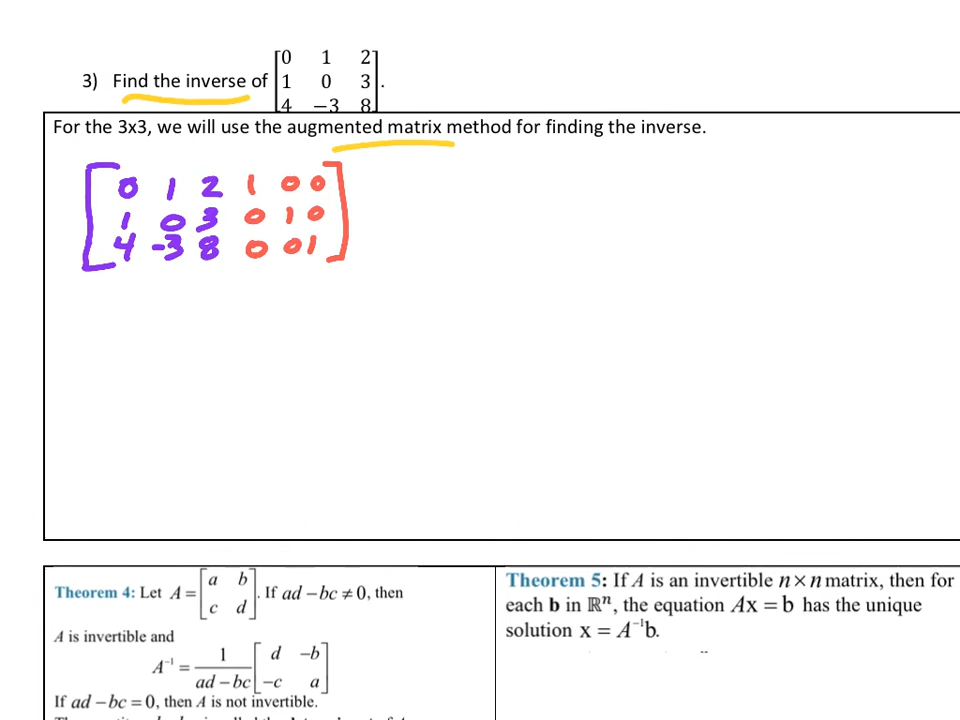 3) Find the inverse of [0 1 2
1 0 3
4 −3 8].
For the 3x3, we will use the augmented matrix method for finding the inverse.
[0 1 2 1 0 0
1 0 3 0 1 0
4 -3 8 0 0 1]
Theorem 4: Let A = [a b
c d]. If ad − bc ≠ 0, then
A is invertible and
A⁻¹ = 1/(ad − bc) [d −b
−c a]
If ad − bc = 0, then A is not invertible.
Theorem 5: If A is an invertible n × n matrix, then for
each b in ℝⁿ, the equation Ax = b has the unique
solution x = A⁻¹b.